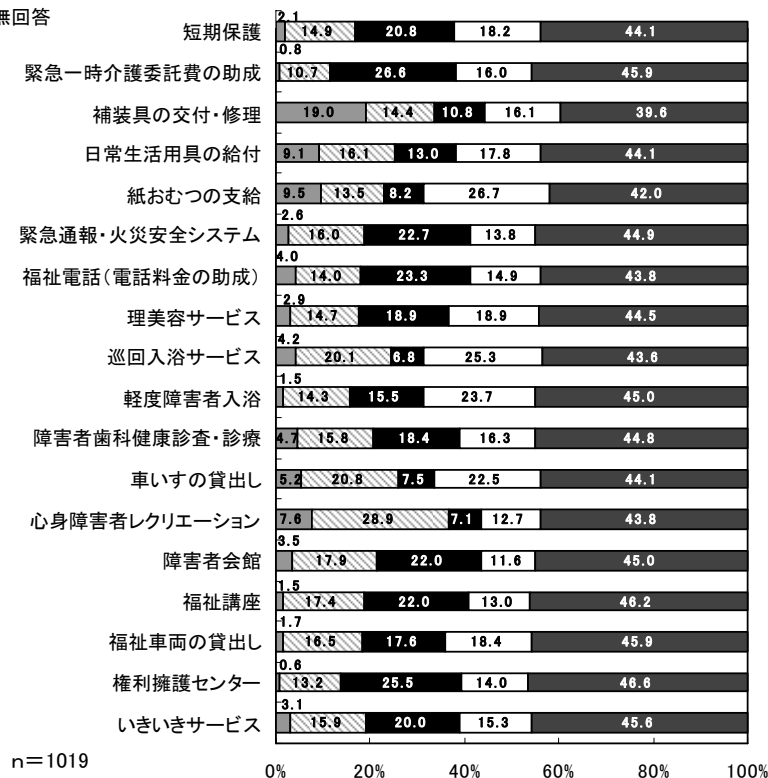 無回答
2.1
短期保護 14.9 20.8 18.2 44.1
0.8
緊急一時介護委託費の助成 10.7 26.6 16.0 45.9
補装具の交付・修理 19.0 14.4 10.8 16.1 39.6
日常生活用具の給付 9.1 16.1 13.0 17.8 44.1
紙おむつの支給 9.5 13.5 8.2 26.7 42.0
2.6
緊急通報・火災安全システム 16.0 22.7 13.8 44.9
4.0
福祉電話（電話料金の助成） 14.0 23.3 14.9 43.8
2.9
理美容サービス 14.7 18.9 18.9 44.5
4.2
巡回入浴サービス 20.1 6.8 25.3 43.6
1.5
軽度障害者入浴 14.3 15.5 23.7 45.0
障害者歯科健康診査・診療 4.7 15.8 18.4 16.3 44.8
車いすの貸出し 5.2 20.8 7.5 22.5 44.1
心身障害者レクリエーション 7.6 28.9 7.1 12.7 43.8
3.5
障害者会館 17.9 22.0 11.6 45.0
1.5
福祉講座 17.4 22.0 13.0 46.2
1.7
福祉車両の貸出し 16.5 17.6 18.4 45.9
0.6
権利擁護センター 13.2 25.5 14.0 46.6
3.1
いきいきサービス 15.9 20.0 15.3 45.6
n＝1019
0% 20% 40% 60% 80% 100%